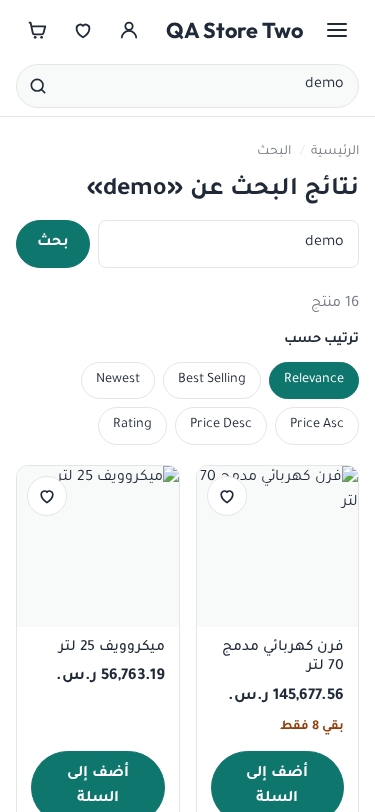 QA Store Two
demo
الرئيسية / البحث
نتائج البحث عن «demo»
demo
بحث
16 منتج
ترتيب حسب
Relevance
Best Selling
Newest
Price Asc
Price Desc
Rating
فرن كهربائي مدمج 70 لتر
ميكروويف 25 لتر
فرن كهربائي مدمج
70 لتر
145,677.56 ر.س.
بقي 8 فقط
أضف إلى
السلة
ميكروويف 25 لتر
56,763.19 ر.س.
أضف إلى
السلة